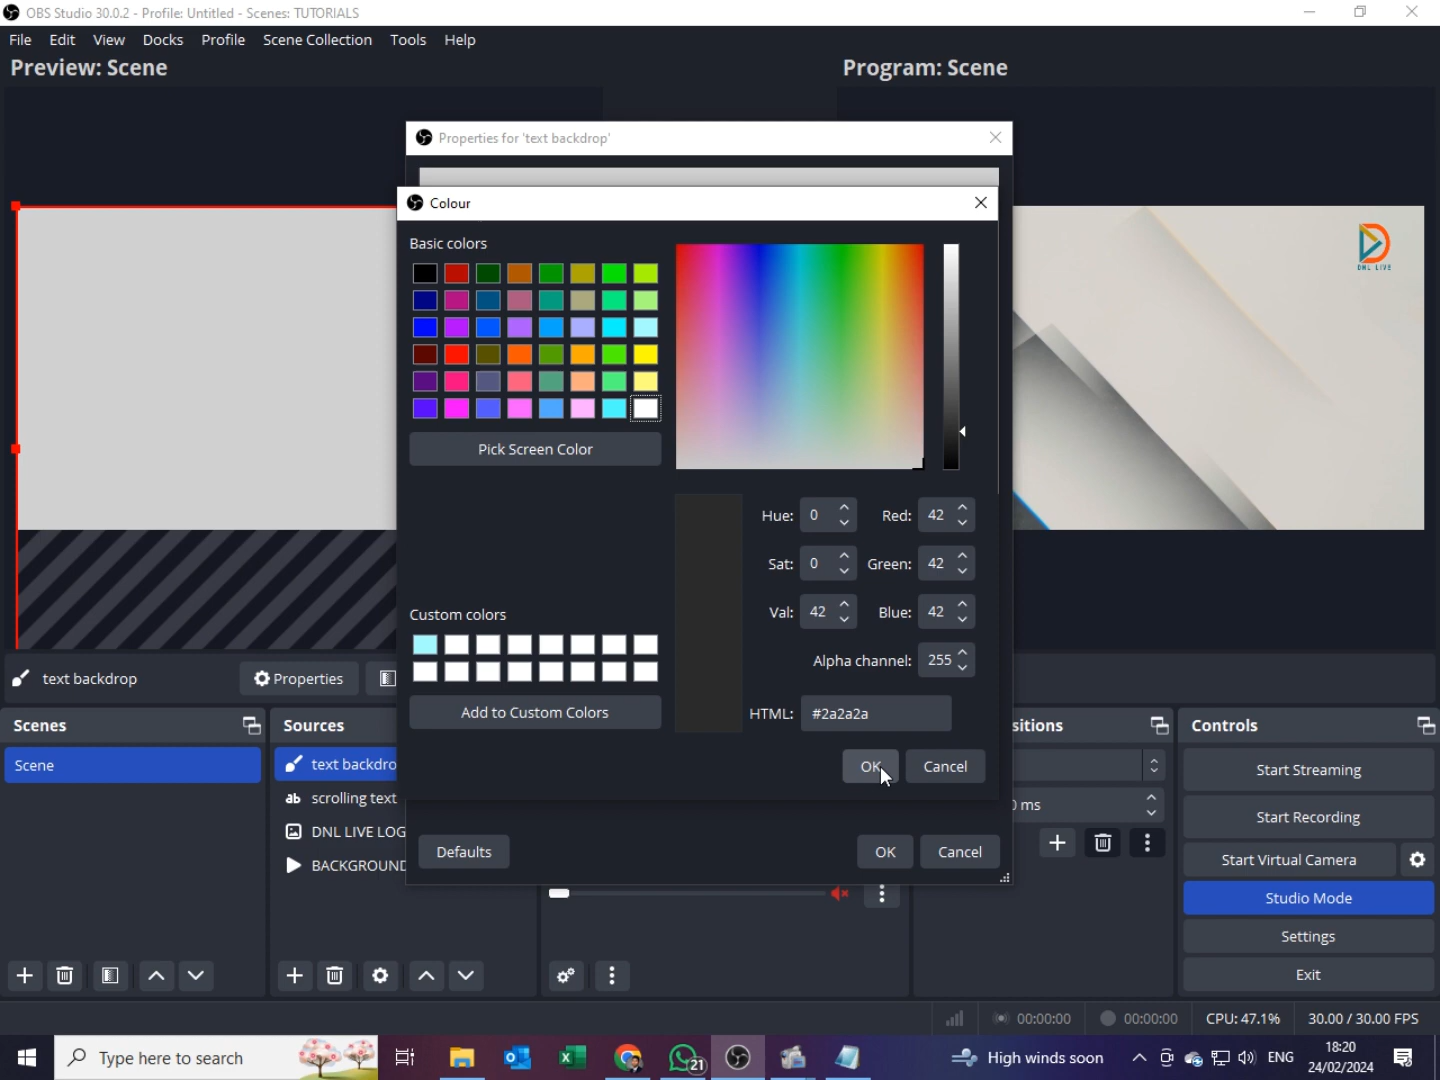 OBS Studio 30.0.2 - Profile: Untitled - Scenes: TUTORIALS
File Edit View Docks Profile Scene Collection Tools Help
Preview: Scene
Program: Scene
Properties for 'text backdrop'
Colour
Basic colors
DNL LIVE
Pick Screen Color
Hue: 0 Red: 42
Sat: 0 Green: 42
Val: 42 Blue: 42
Custom colors
Alpha channel: 255
text backdrop Properties
Add to Custom Colors
HTML: #2a2a2a
Scenes Sources sitions Controls
Scene
text backdro
OK Cancel
Start Streaming
scrolling text
0 ms
Start Recording
DNL LIVE LOG
BACKGROUND
Defaults OK Cancel
Start Virtual Camera
Studio Mode
Settings
Exit
00:00:00 00:00:00 CPU: 47.1% 30.00 / 30.00 FPS
Type here to search
21
High winds soon
ENG
18:20
24/02/2024